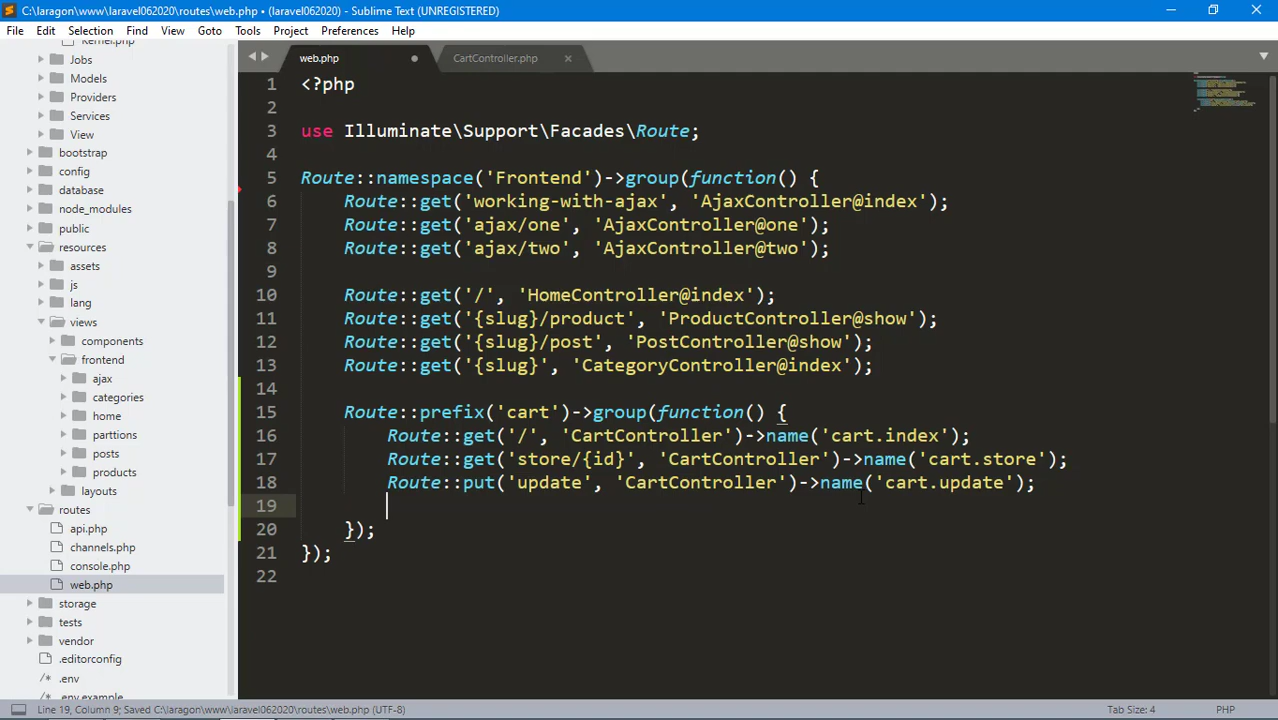 C:\laragon\www\laravel062020\routes\web.php • (laravel062020) - Sublime Text (UNREGISTERED)
File Edit Selection Find View Goto Tools Project Preferences Help
web.php
CartController.php
Kernel.php
Jobs
Models
Providers
Services
View
bootstrap
config
database
node_modules
public
resources
assets
js
lang
views
components
frontend
ajax
categories
home
parttions
posts
products
layouts
routes
api.php
channels.php
console.php
web.php
storage
tests
vendor
.editorconfig
/* .env
/* .env.example
1 <?php
2
3 use Illuminate\Support\Facades\Route;
4
5 Route::namespace('Frontend')->group(function() {
6 Route::get('working-with-ajax', 'AjaxController@index');
7 Route::get('ajax/one', 'AjaxController@one');
8 Route::get('ajax/two', 'AjaxController@two');
9
10 Route::get('/', 'HomeController@index');
11 Route::get('{slug}/product', 'ProductController@show');
12 Route::get('{slug}/post', 'PostController@show');
13 Route::get('{slug}', 'CategoryController@index');
14
15 Route::prefix('cart')->group(function() {
16 Route::get('/', 'CartController')->name('cart.index');
17 Route::get('store/{id}', 'CartController')->name('cart.store');
18 Route::put('update', 'CartController')->name('cart.update');
19
20 });
21 });
22
Line 19, Column 9; Saved C:\laragon\www\laravel062020\routes\web.php (UTF-8)
Tab Size: 4
PHP